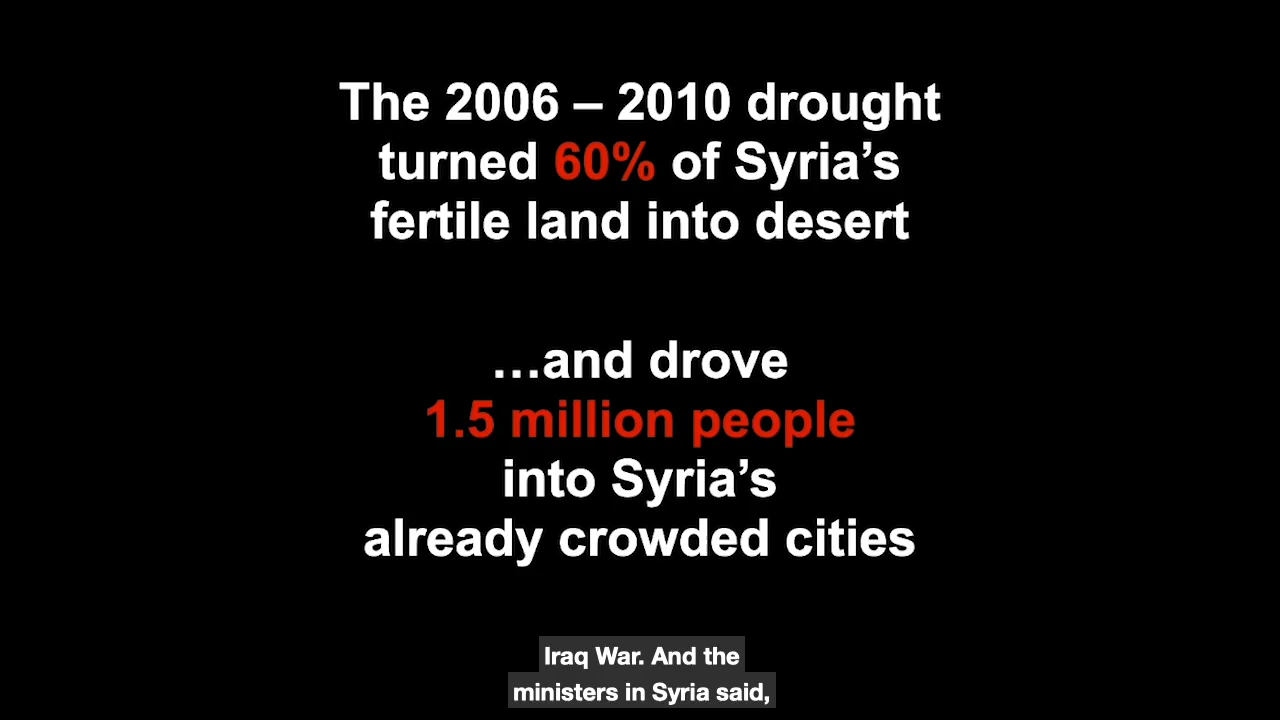 The 2006 – 2010 drought
turned 60% of Syria’s
fertile land into desert
…and drove
1.5 million people
into Syria’s
already crowded cities
Iraq War. And the
ministers in Syria said,